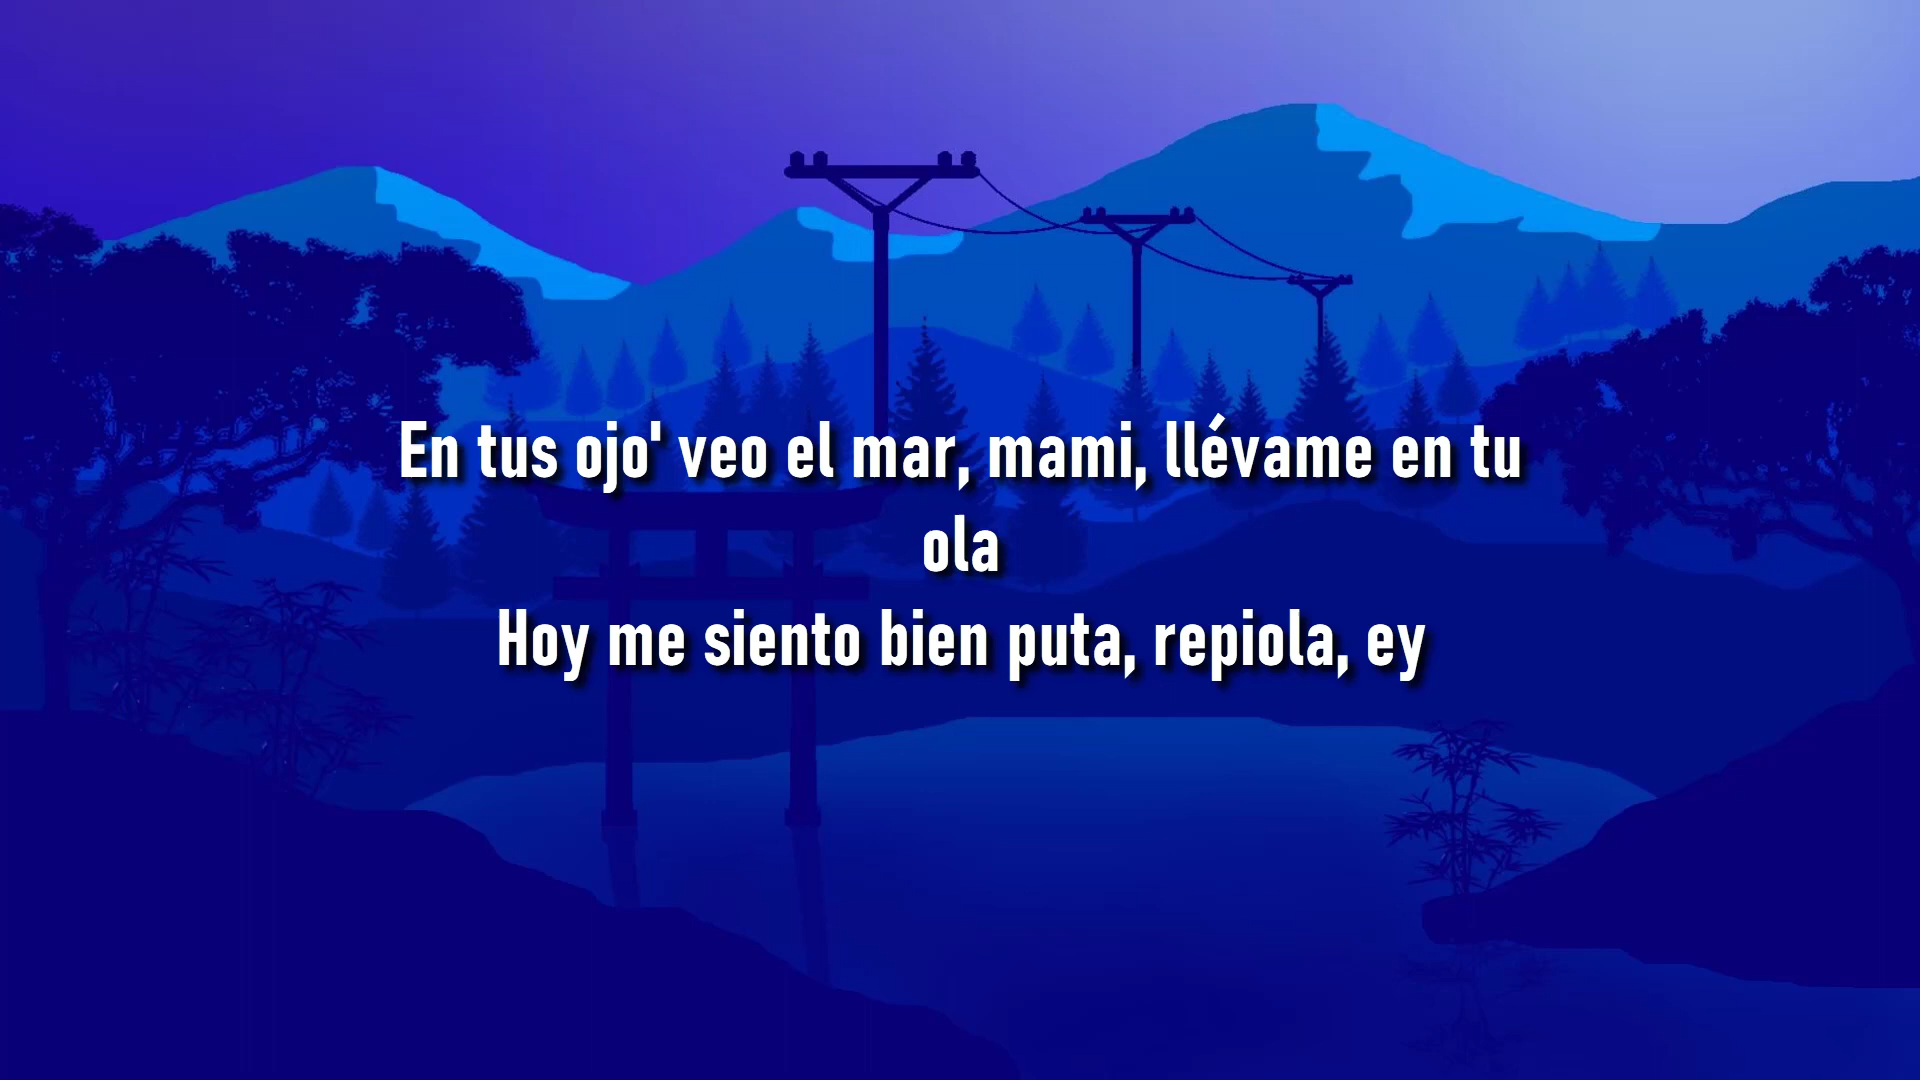 En tus ojo' veo el mar, mami, llévame en tu
ola
Hoy me siento bien puta, repiola, ey